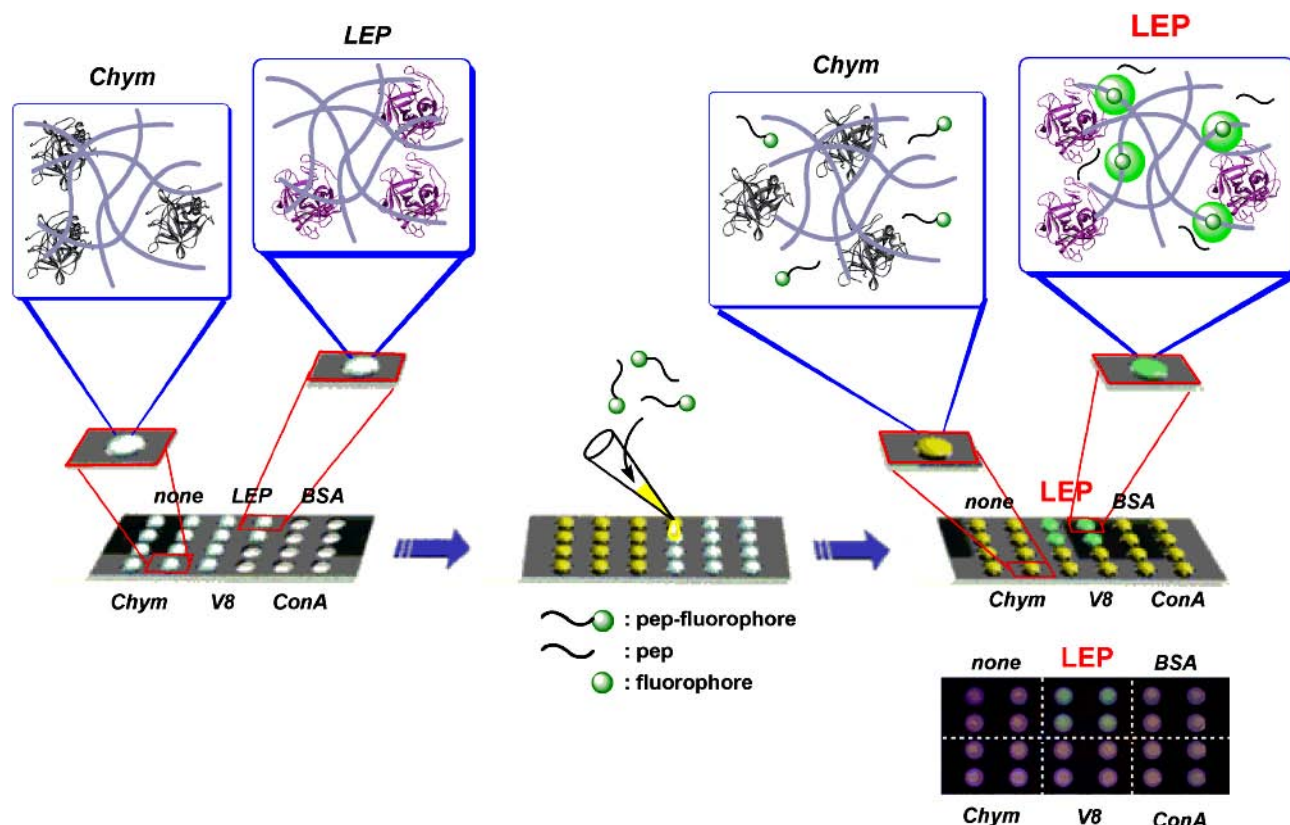 LEP
Chym
LEP
Chym
none LEP BSA
Chym V8 ConA
: pep-fluorophore
: pep
: fluorophore
none LEP BSA
Chym V8 ConA
none LEP BSA
Chym V8 ConA